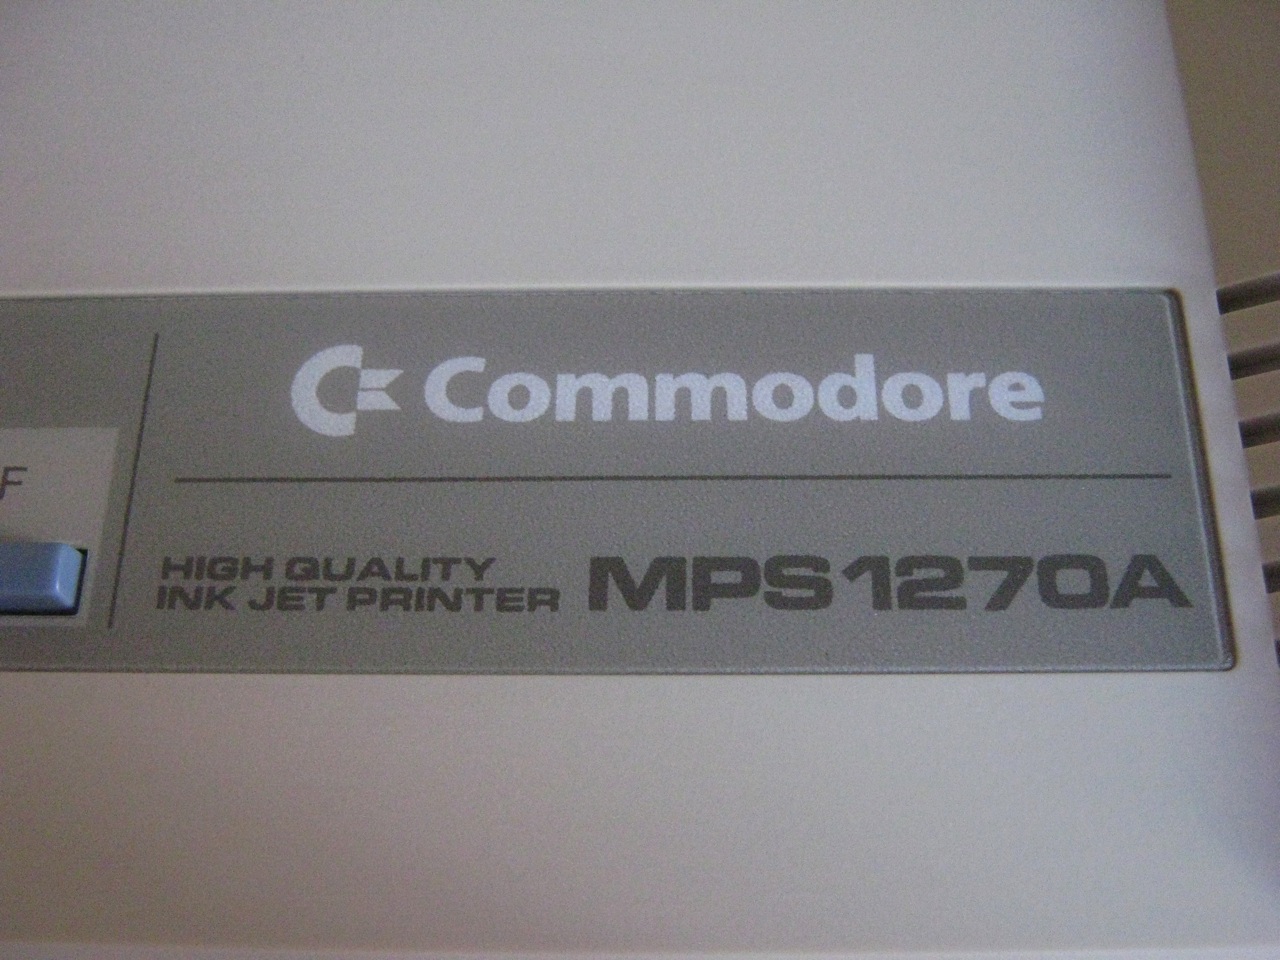 Commodore
F
HIGH QUALITY
INK JET PRINTER MPS1270A